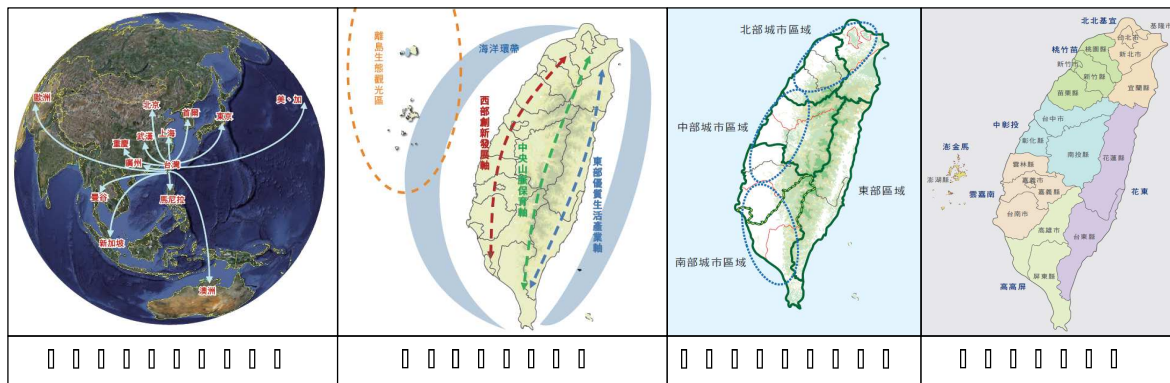 歐洲
北京
首爾
東京
美、加
武漢
上海
重慶
廣州
台灣
曼谷
馬尼拉
新加坡
澳洲
離島生態觀光區
海洋環帶
西部創新發展軸
中央山脈保育軸
東部優質生活產業軸
北部城市區域
中部城市區域
東部區域
南部城市區域
北北基宜
基隆市
台北市
新北市
桃竹苗
桃園縣
新竹市
新竹縣
苗栗縣
宜蘭縣
台中市
中彰投
彰化縣
南投縣
花蓮縣
澎金馬
澎湖縣
雲林縣
嘉義市
嘉義縣
雲嘉南
花東
台南市
高雄市
台東縣
屏東縣
高高屏